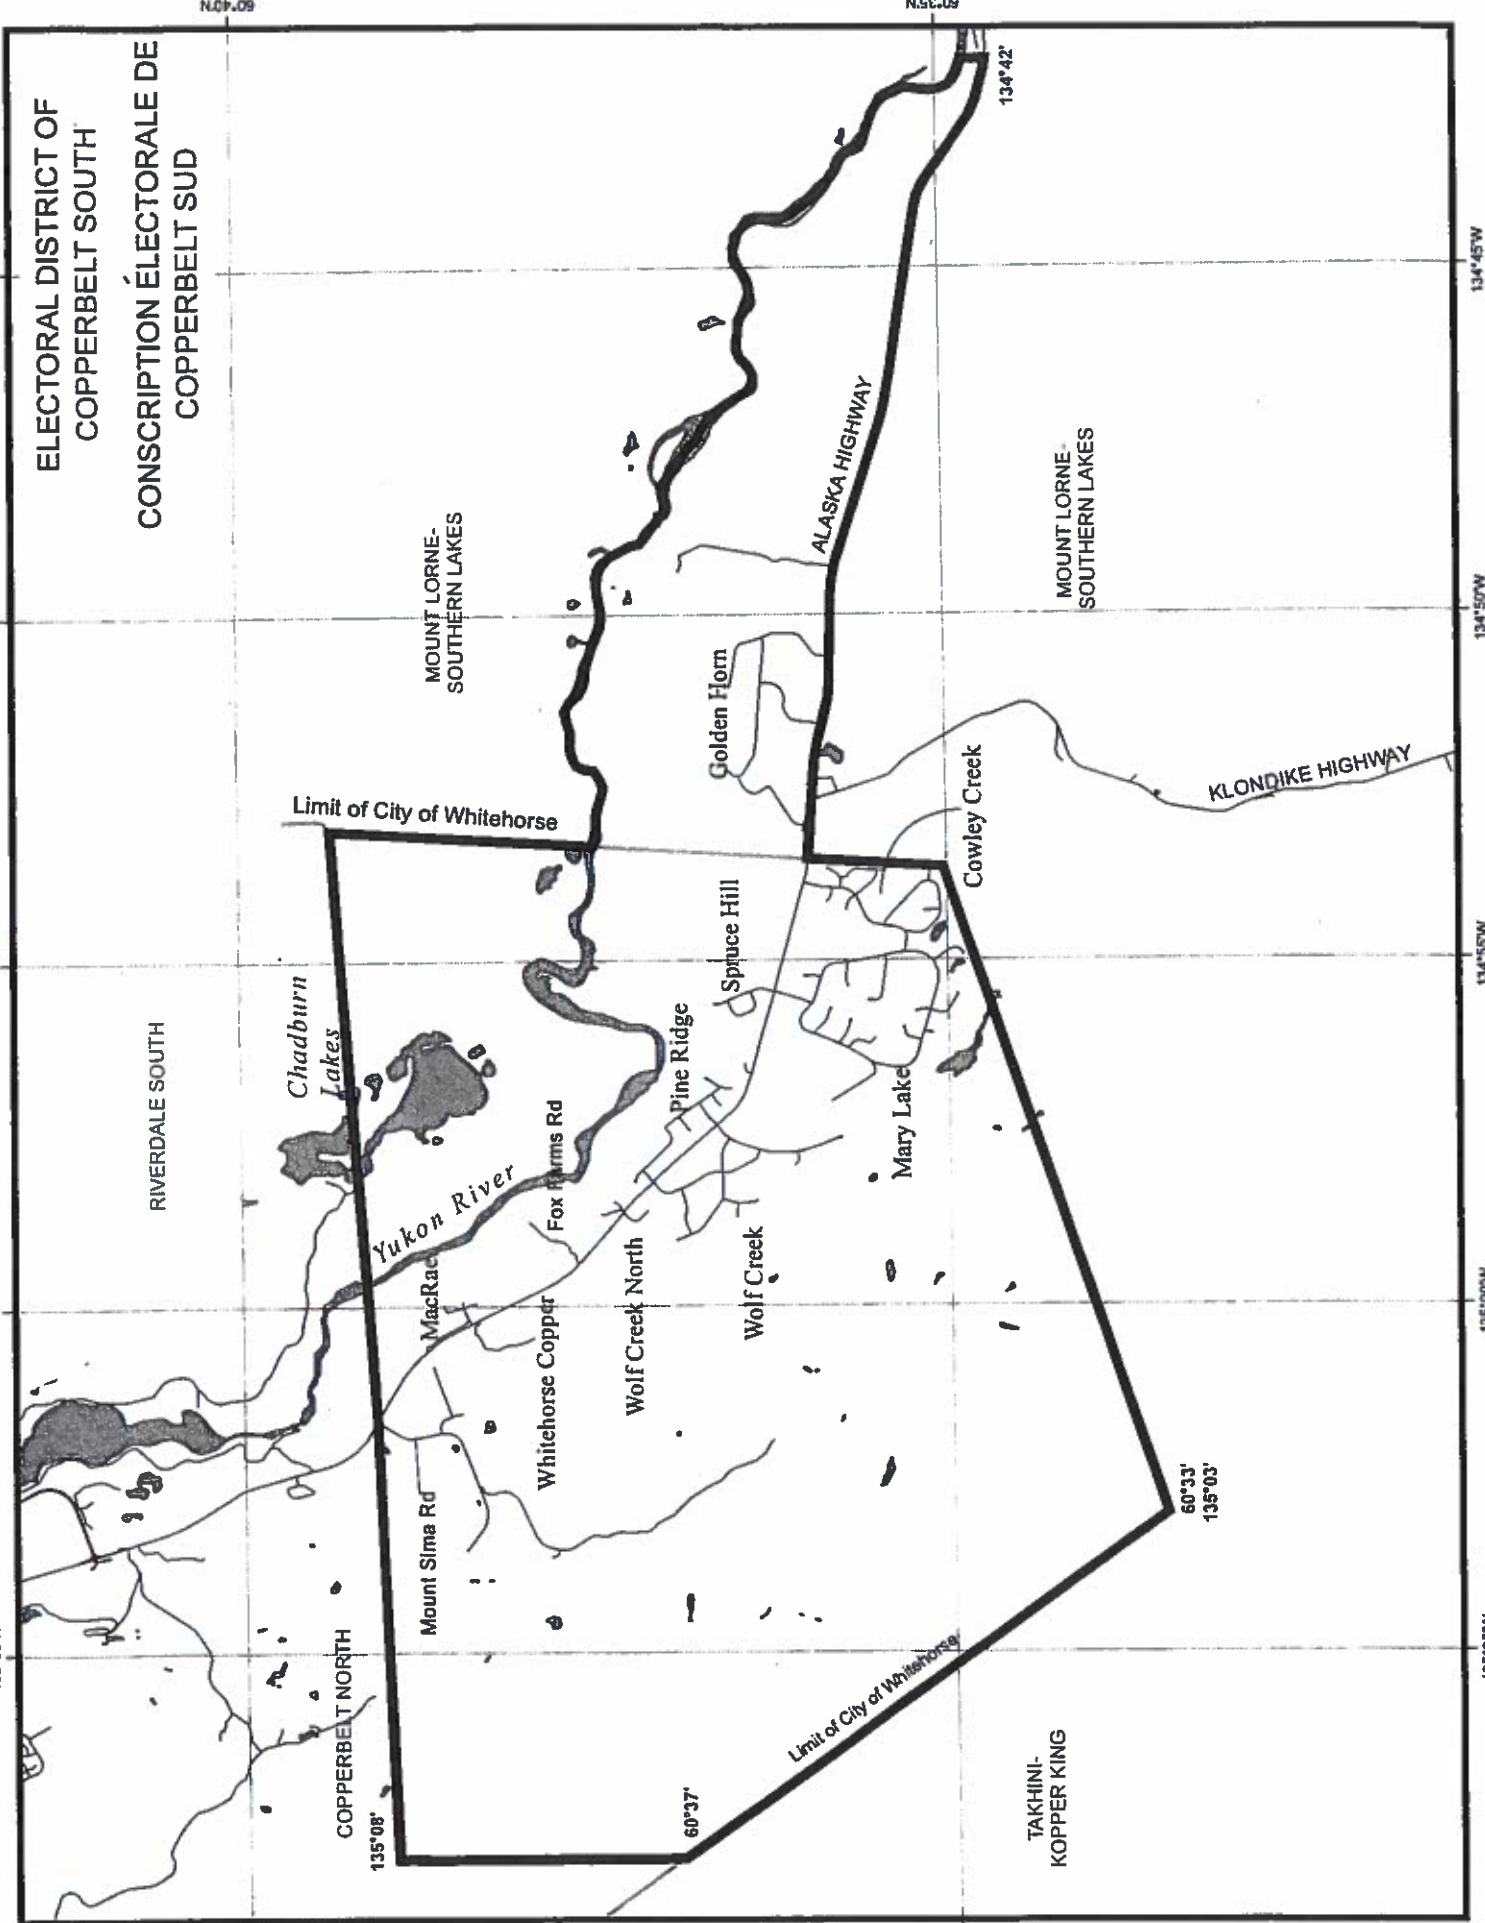 ELECTORAL DISTRICT OF
COPPERBELT SOUTH
CONSCRIPTION ÉLECTORALE DE
COPPERBELT SUD
60°40'N
60°35'N
RIVERDALE SOUTH
MOUNT LORNE-
SOUTHERN LAKES
Chadburn
Lakes
Limit of City of Whitehorse
COPPERBELT NORTH
135°08'
Yukon River
MacRae
Mount Sima Rd
Whitehorse Copper
Fox Farms Rd
Wolf Creek North
Pine Ridge
Wolf Creek
Spruce Hill
Golden Horn
ALASKA HIGHWAY
134°42'
Mary Lake
Cowley Creek
MOUNT LORNE-
SOUTHERN LAKES
KLONDIKE HIGHWAY
60°37'
Limit of City of Whitehorse
60°33'
135°03'
TAKHINI-
KOPPER KING
134°55'W
134°50'W
134°45'W